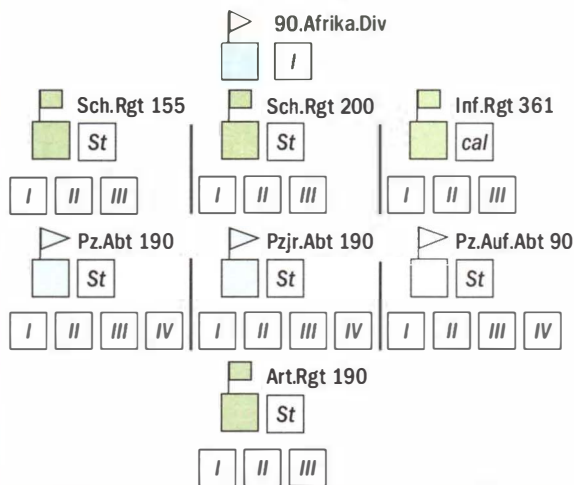 90.Afrika.Div
I
Sch.Rgt 155 Sch.Rgt 200 Inf.Rgt 361
St St cal
I II III I II III I II III
Pz.Abt 190 Pzjr.Abt 190 Pz.Auf.Abt 90
St St St
I II III IV I II III IV I II III IV
Art.Rgt 190
St
I II III